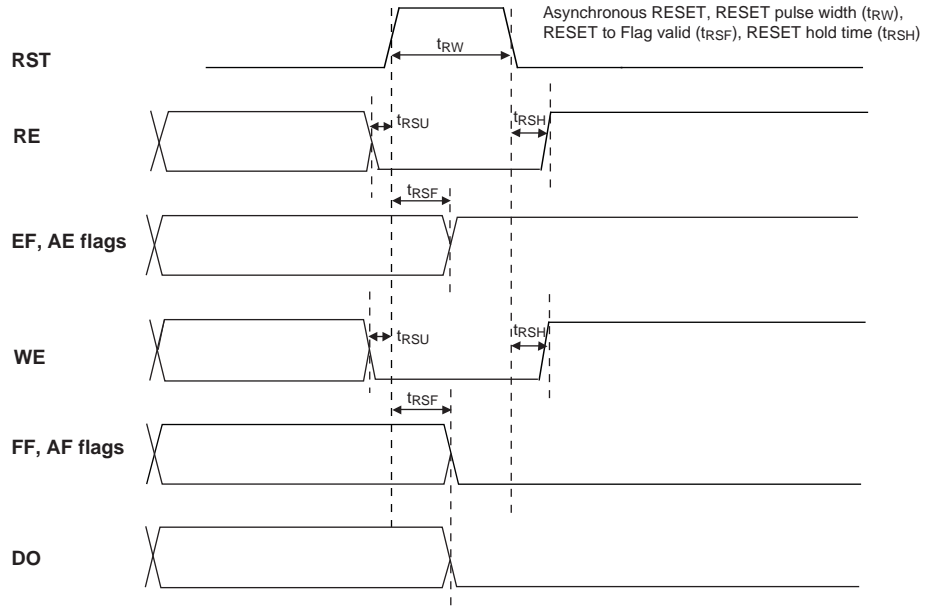 Asynchronous RESET, RESET pulse width (tRW),
RESET to Flag valid (tRSF), RESET hold time (tRSH)
tRW
RST
tRSU
tRSH
RE
tRSF
EF, AE flags
tRSU
tRSH
WE
tRSF
FF, AF flags
DO